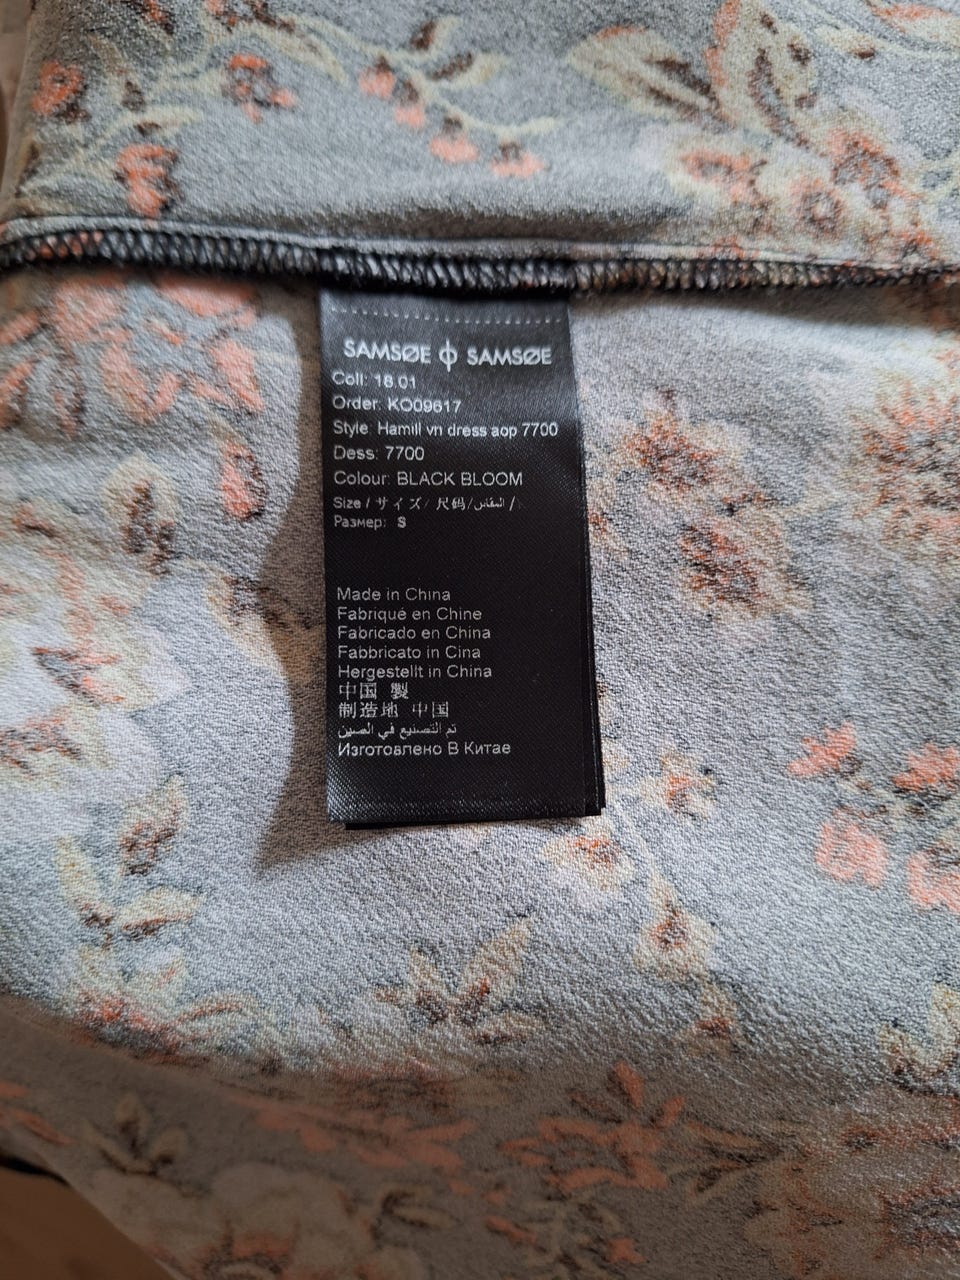 SAMSØE ϕ SAMSØE
Coll: 18.01
Order: KO09617
Style: Hamill vn dress aop 7700
Dess: 7700
Colour: BLACK BLOOM
Size / サイズ/ 尺码/المقاس/
Размер: S
Made in China
Fabriqué en Chine
Fabricado en China
Fabbricato in Cina
Hergestellt in China
中国 製
制造地 中国
تم التصنيع في الصين
Изготовлено В Китае